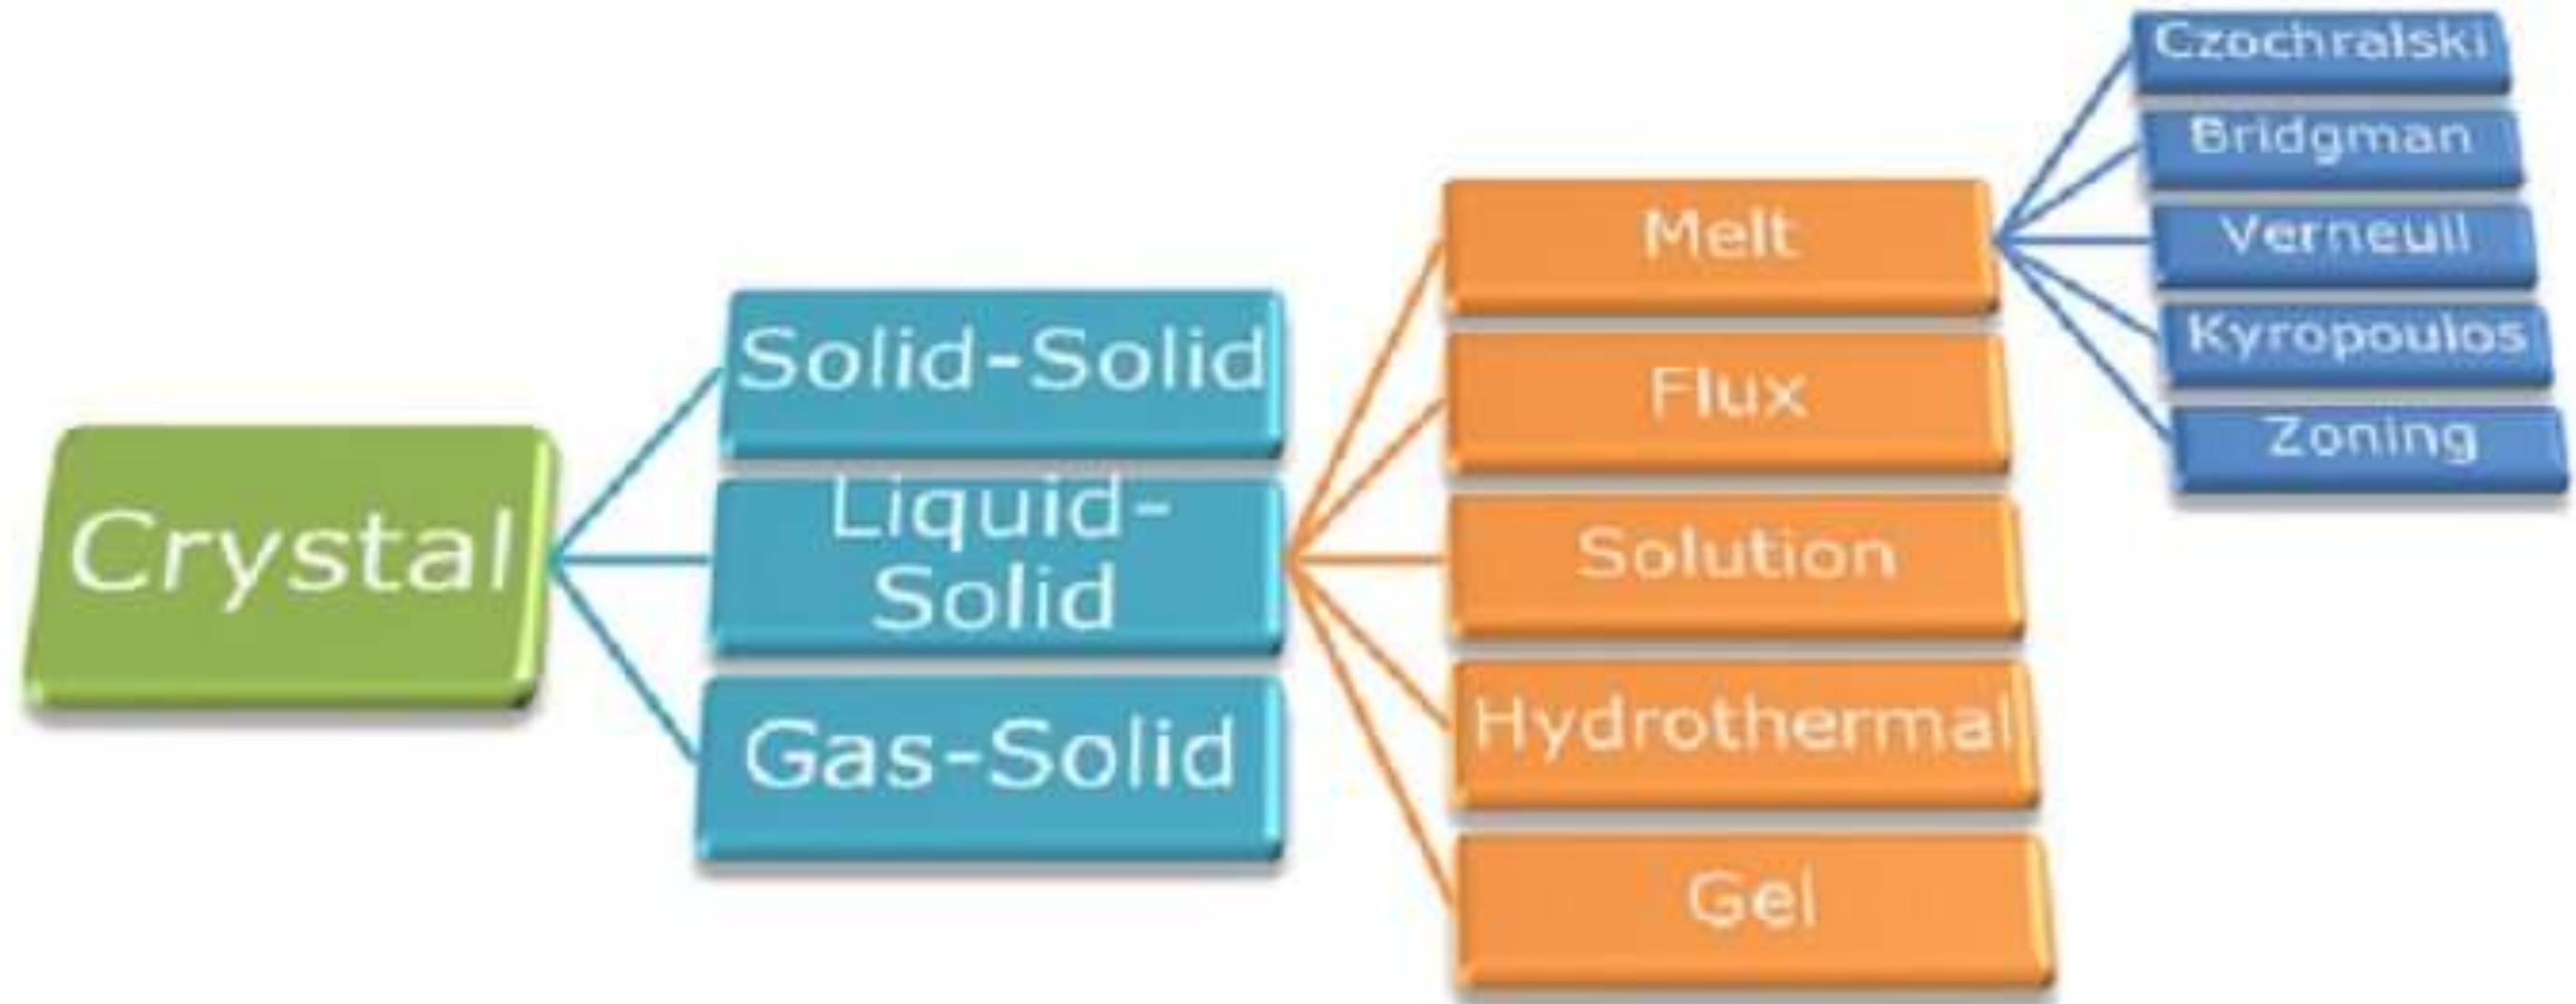 Crystal
Solid-Solid
Liquid-
Solid
Gas-Solid
Melt
Flux
Solution
Hydrothermal
Gel
Czochralski
Bridgman
Verneuil
Kyropoulos
Zoning